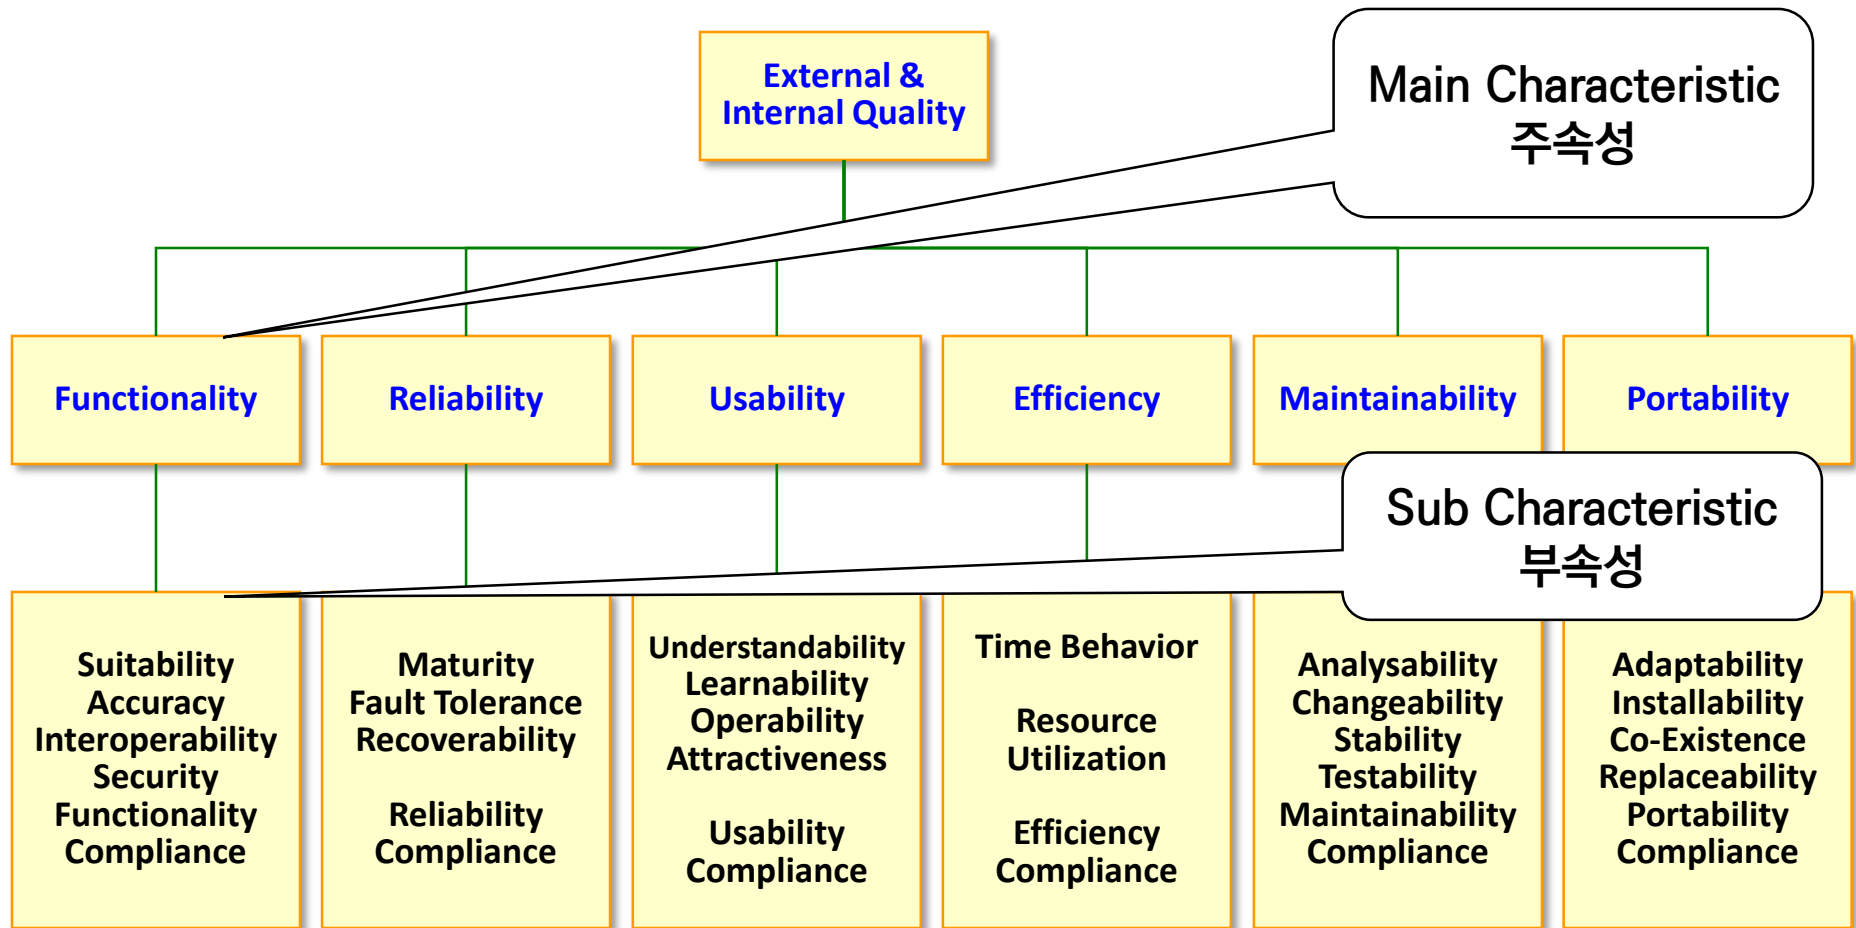 External &
Internal Quality
Main Characteristic
주속성
Functionality
Reliability
Usability
Efficiency
Maintainability
Portability
Sub Characteristic
부속성
Suitability
Accuracy
Interoperability
Security
Functionality
Compliance
Maturity
Fault Tolerance
Recoverability
Reliability
Compliance
Understandability
Learnability
Operability
Attractiveness
Usability
Compliance
Time Behavior
Resource
Utilization
Efficiency
Compliance
Analysability
Changeability
Stability
Testability
Maintainability
Compliance
Adaptability
Installability
Co-Existence
Replaceability
Portability
Compliance